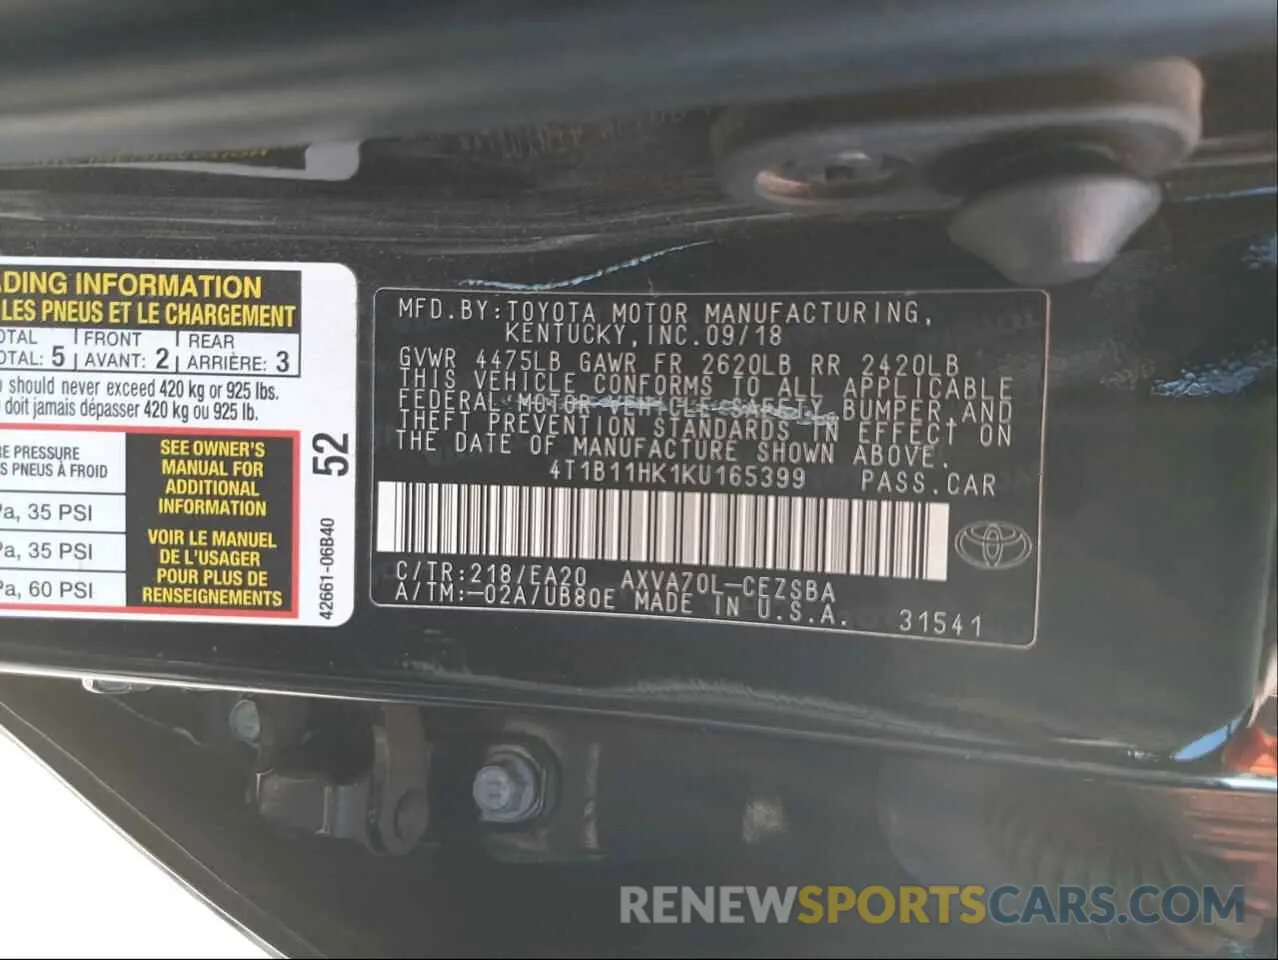 ADING INFORMATION
LES PNEUS ET LE CHARGEMENT
OTAL FRONT REAR
OTAL: 5 AVANT: 2 ARRIÈRE: 3
should never exceed 420 kg or 925 lbs.
doit jamais dépasser 420 kg ou 925 lb.
E PRESSURE
S PNEUS À FROID
Pa, 35 PSI
Pa, 35 PSI
Pa, 60 PSI
SEE OWNER'S
MANUAL FOR
ADDITIONAL
INFORMATION
VOIR LE MANUEL
DE L'USAGER
POUR PLUS DE
RENSEIGNEMENTS
52
42661-06B40
MFD.BY:TOYOTA MOTOR MANUFACTURING,
KENTUCKY,INC.09/18
GVWR 4475LB GAWR FR 2620LB RR 2420LB
THIS VEHICLE CONFORMS TO ALL APPLICABLE
FEDERAL MOTOR VEHICLE SAFETY, BUMPER,AND
THEFT PREVENTION STANDARDS IN EFFECT ON
THE DATE OF MANUFACTURE SHOWN ABOVE.
4T1B11HK1KU165399 PASS.CAR
C/TR:218/EA20 AXVA70L-CEZSBA
A/TM:-02A/UB80E MADE IN U.S.A. 31541
RENEWSPORTSCARS.COM